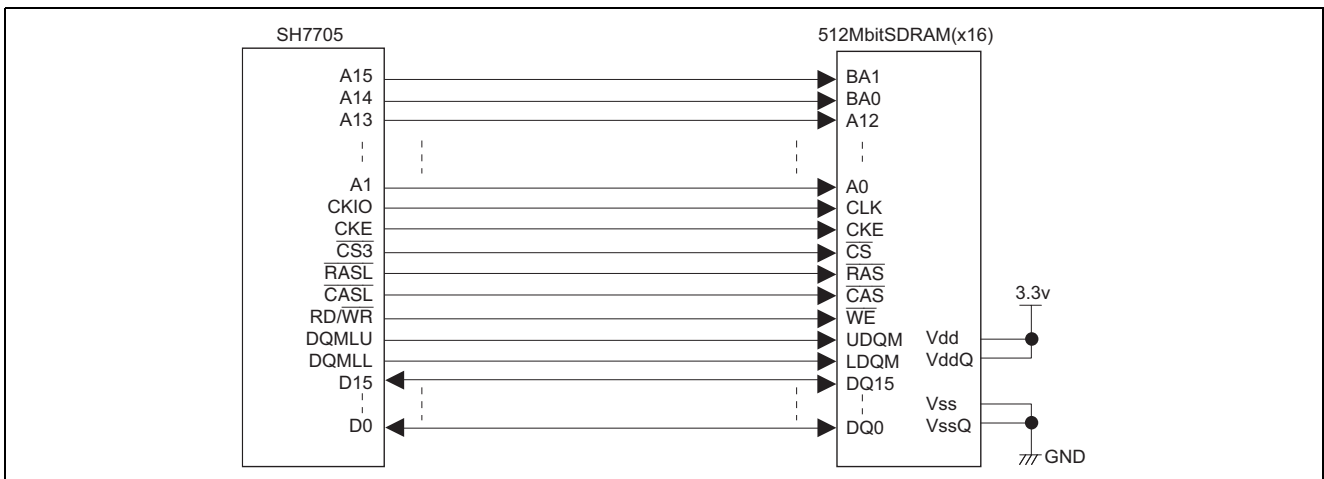 SH7705 512MbitSDRAM(x16)
A15 BA1
A14 BA0
A13 A12
A1 A0
CKIO CLK
CKE CKE
CS3 CS
RASL RAS
CASL CAS
3.3v
RD/WR WE
DQMLU UDQM Vdd
DQMLL LDQM VddQ
D15 DQ15
Vss
D0 DQ0 VssQ
GND